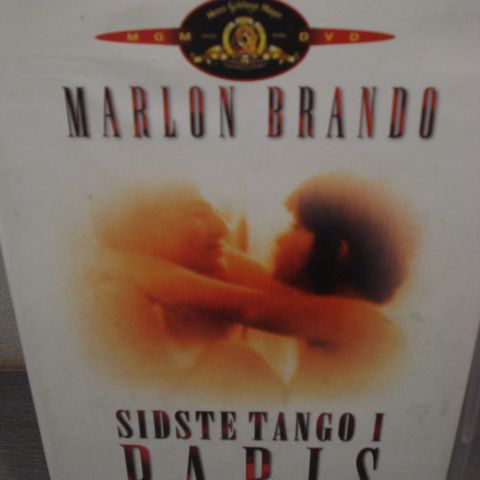 MGM DVD
MARLON BRANDO
SIDSTE TANGO I
PARIS